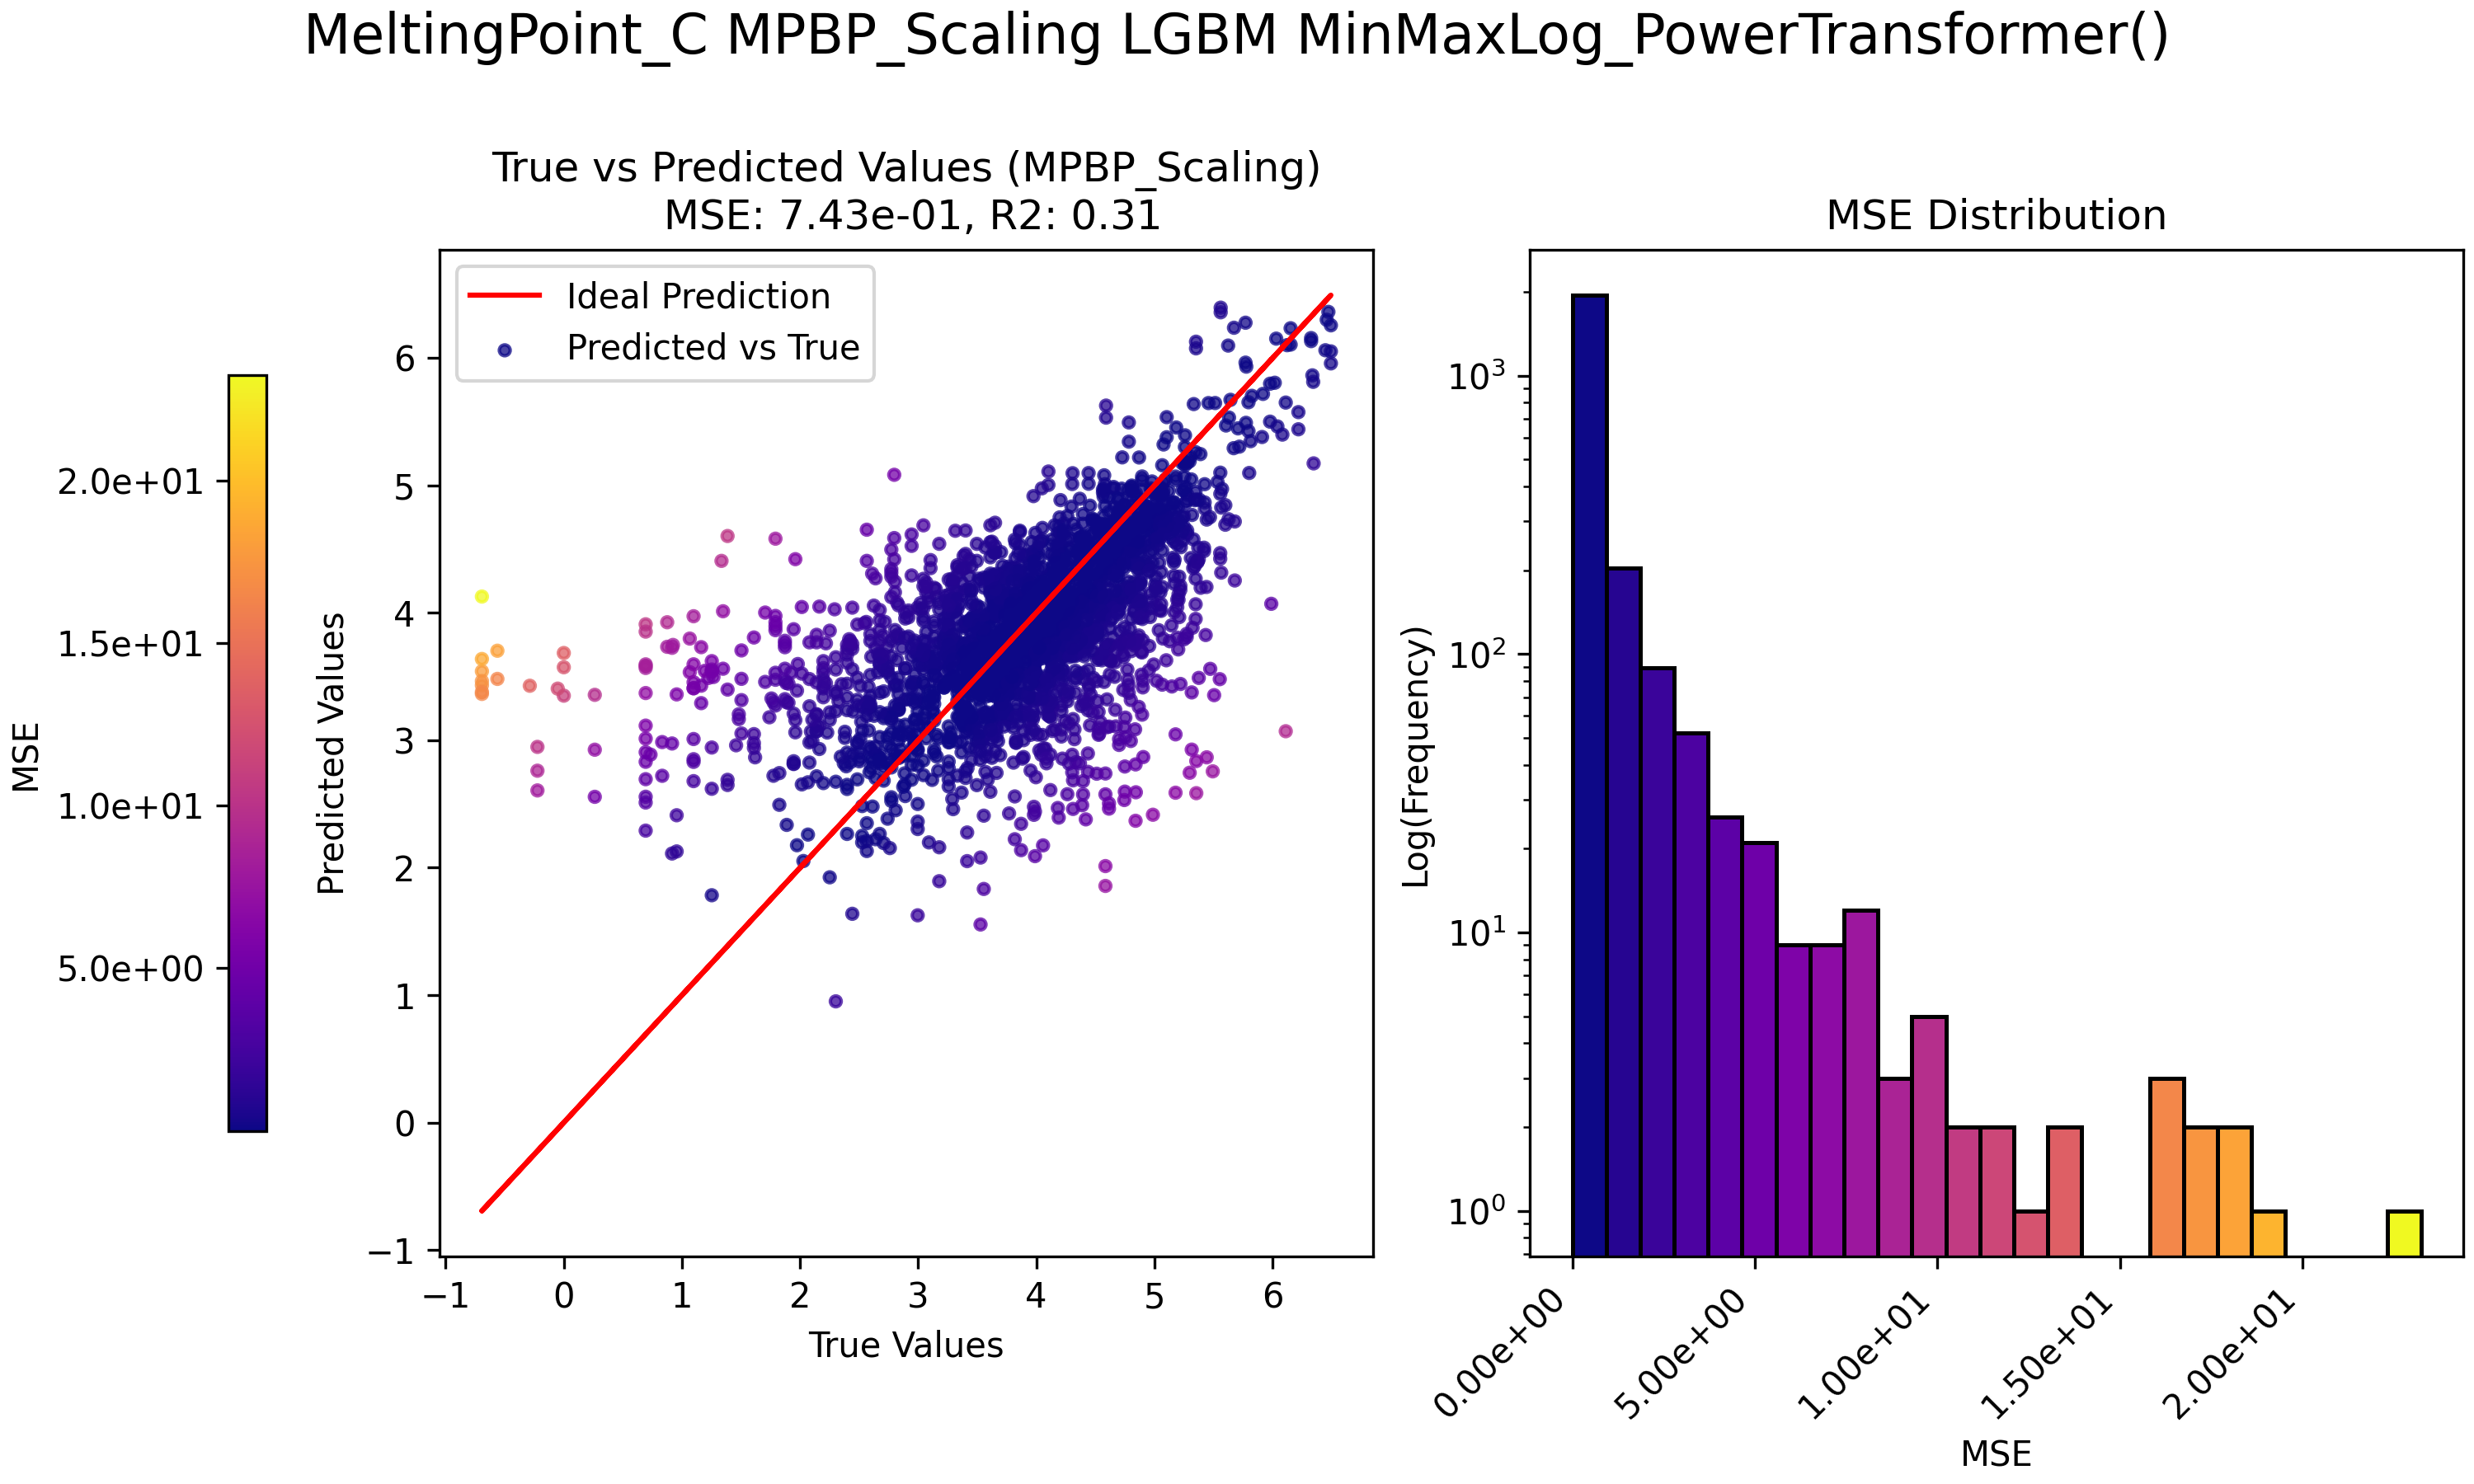 MeltingPoint_C MPBP_Scaling LGBM MinMaxLog_PowerTransformer()
True vs Predicted Values (MPBP_Scaling)
MSE: 7.43e-01, R2: 0.31
Ideal Prediction
Predicted vs True
MSE
2.0e+01
1.5e+01
1.0e+01
5.0e+00
Predicted Values
6
5
4
3
2
1
0
−1
−1
0
1
2
3
4
5
6
True Values
MSE Distribution
Log(Frequency)
10³
10²
10¹
10⁰
0.00e+00
5.00e+00
1.00e+01
1.50e+01
2.00e+01
MSE